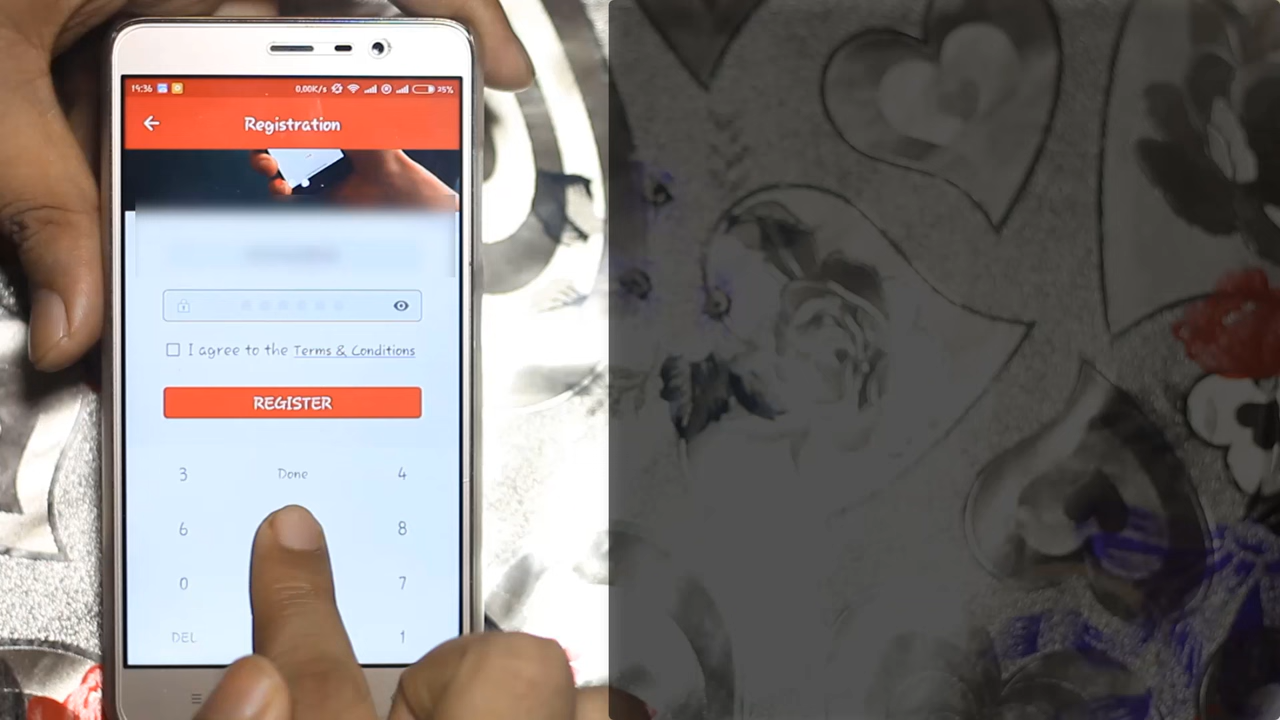 19:36 0.00K/s 25%
Registration
I agree to the Terms & Conditions
REGISTER
3 Done 4
6 8
0 7
DEL 1